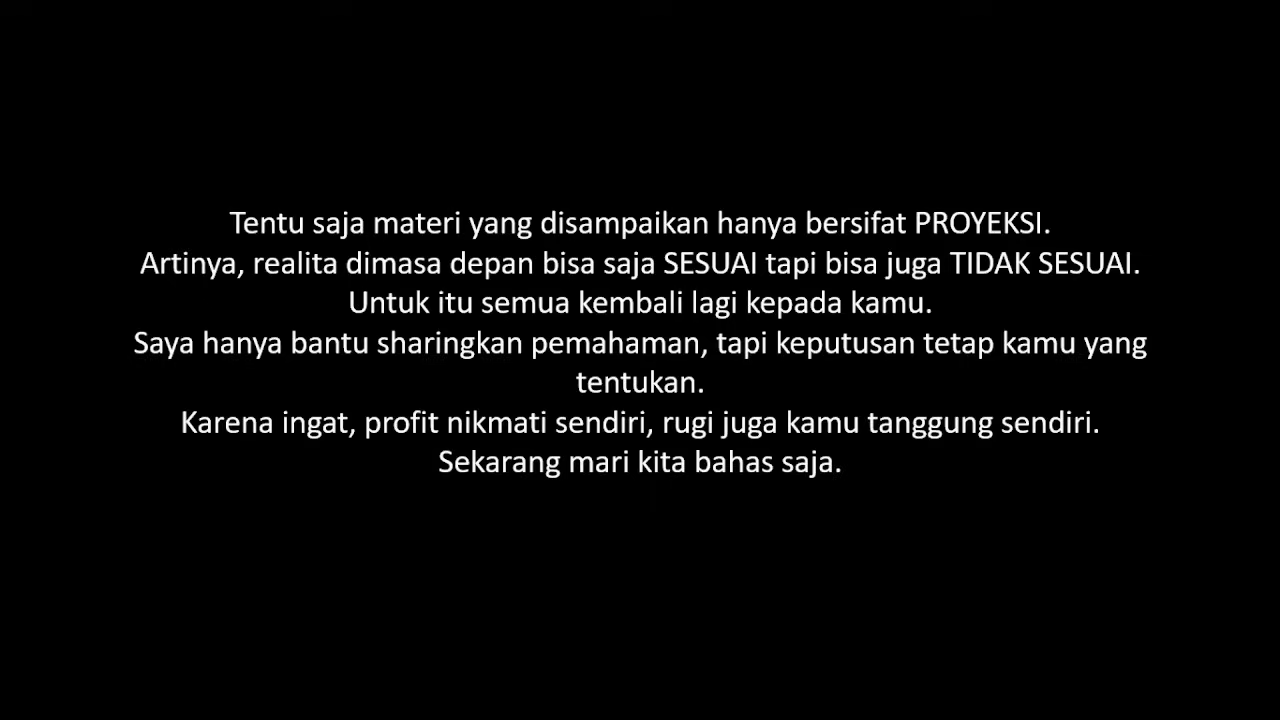 Tentu saja materi yang disampaikan hanya bersifat PROYEKSI.
Artinya, realita dimasa depan bisa saja SESUAI tapi bisa juga TIDAK SESUAI.
Untuk itu semua kembali lagi kepada kamu.
Saya hanya bantu sharingkan pemahaman, tapi keputusan tetap kamu yang
tentukan.
Karena ingat, profit nikmati sendiri, rugi juga kamu tanggung sendiri.
Sekarang mari kita bahas saja.